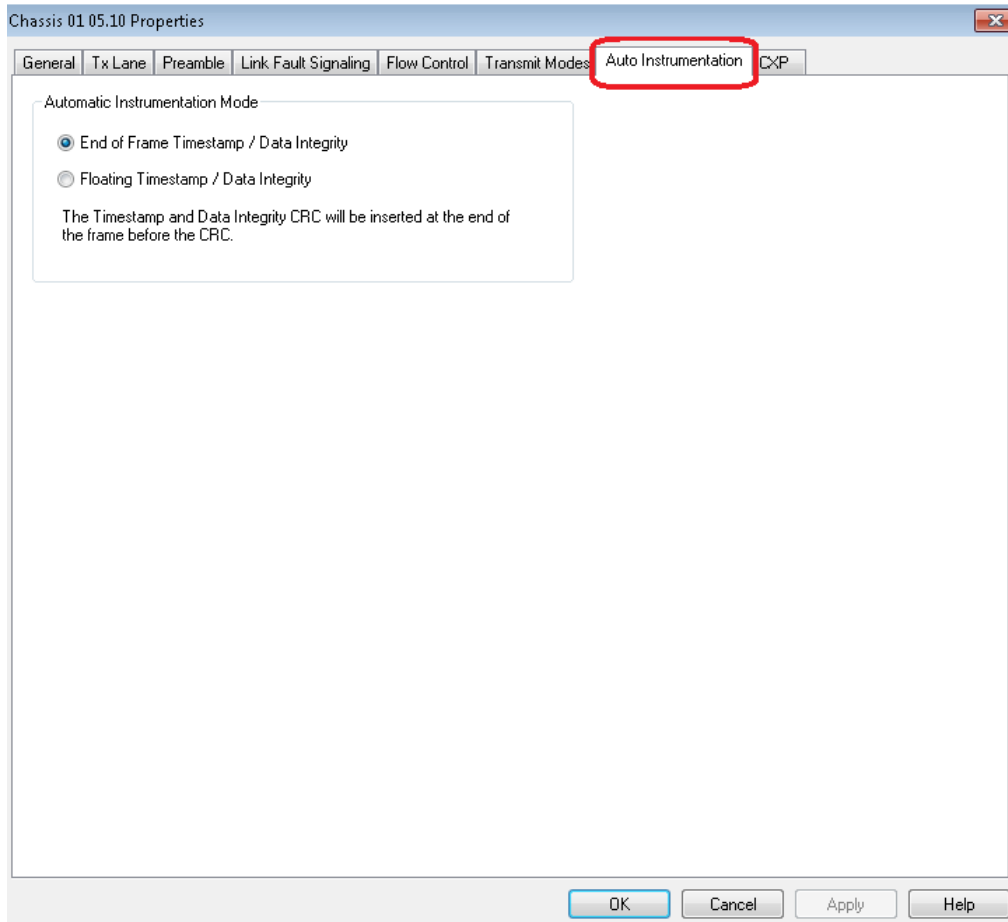 Chassis 01 05.10 Properties
General Tx Lane Preamble Link Fault Signaling Flow Control Transmit Modes Auto Instrumentation CXP
Automatic Instrumentation Mode
End of Frame Timestamp / Data Integrity
Floating Timestamp / Data Integrity
The Timestamp and Data Integrity CRC will be inserted at the end of
the frame before the CRC.
OK Cancel Apply Help